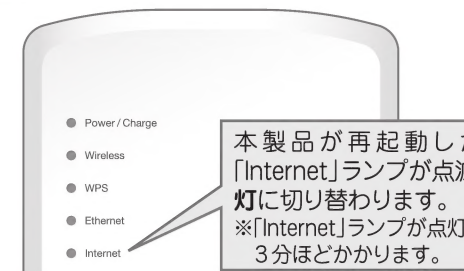 Power / Charge
Wireless
WPS
Ethernet
Internet
本製品が再起動し
「Internet」ランプが点
灯に切り替わります。
※「Internet」ランプが点灯
3分ほどかかります。